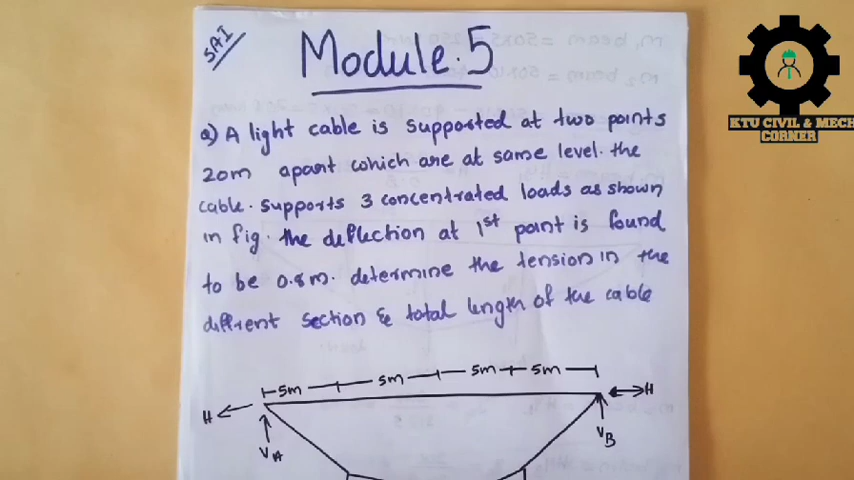 SAI
Module.5
KTU CIVIL & MECH
CORNER
a) A light cable is supported at two points
20m apart which are at same level. the
cable. supports 3 concentrated loads as shown
in fig. the deflection at 1st point is found
to be 0.8m. determine the tension in the
diffrent section & total length of the cable
5m 5m 5m 5m
H H
VA VB